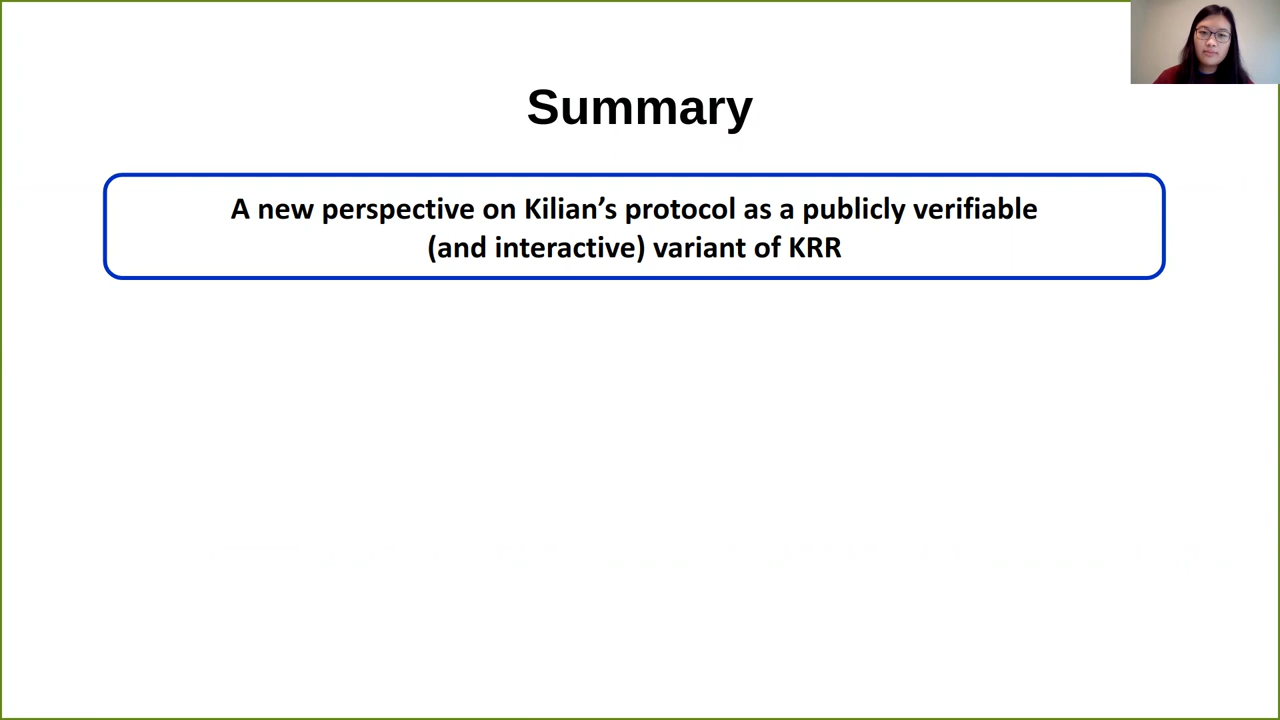 Summary
A new perspective on Kilian’s protocol as a publicly verifiable
(and interactive) variant of KRR